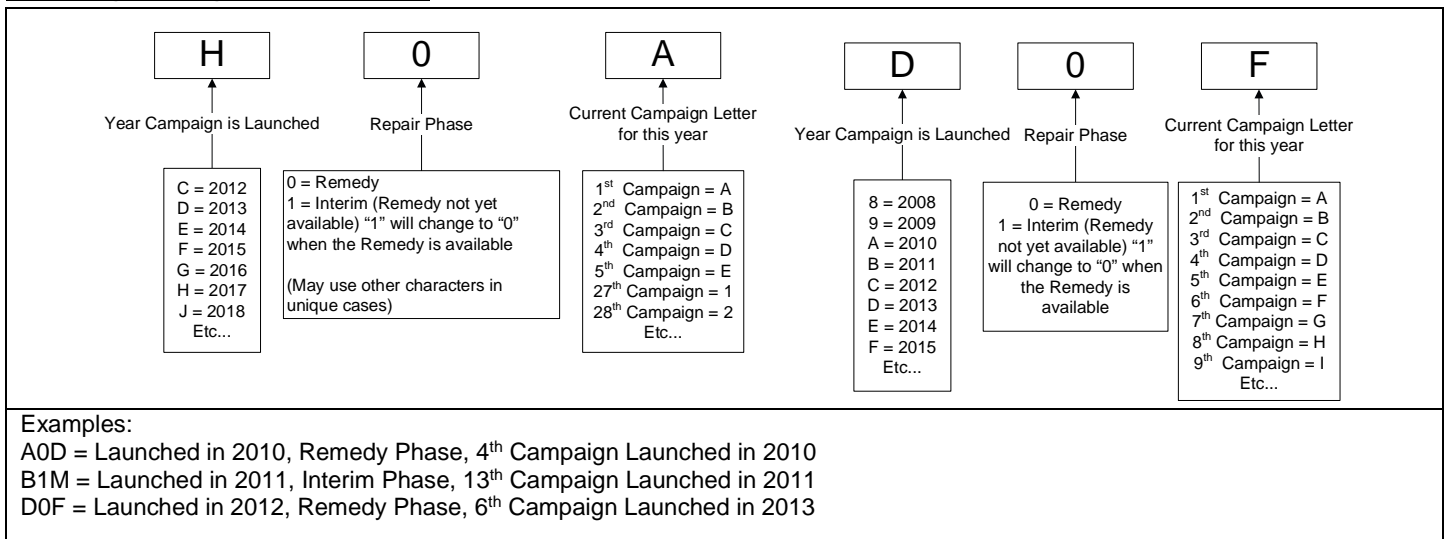 H
0
A
Year Campaign is Launched
Repair Phase
Current Campaign Letter
for this year
C = 2012
D = 2013
E = 2014
F = 2015
G = 2016
H = 2017
J = 2018
Etc...
0 = Remedy
1 = Interim (Remedy not yet
available) “1” will change to “0”
when the Remedy is available
(May use other characters in
unique cases)
1st Campaign = A
2nd Campaign = B
3rd Campaign = C
4th Campaign = D
5th Campaign = E
27th Campaign = 1
28th Campaign = 2
Etc...
D
0
F
Year Campaign is Launched
Repair Phase
Current Campaign Letter
for this year
8 = 2008
9 = 2009
A = 2010
B = 2011
C = 2012
D = 2013
E = 2014
F = 2015
Etc...
0 = Remedy
1 = Interim (Remedy
not yet available) “1”
will change to “0” when
the Remedy is
available
1st Campaign = A
2nd Campaign = B
3rd Campaign = C
4th Campaign = D
5th Campaign = E
6th Campaign = F
7th Campaign = G
8th Campaign = H
9th Campaign = I
Etc...
Examples:
A0D = Launched in 2010, Remedy Phase, 4th Campaign Launched in 2010
B1M = Launched in 2011, Interim Phase, 13th Campaign Launched in 2011
D0F = Launched in 2012, Remedy Phase, 6th Campaign Launched in 2013